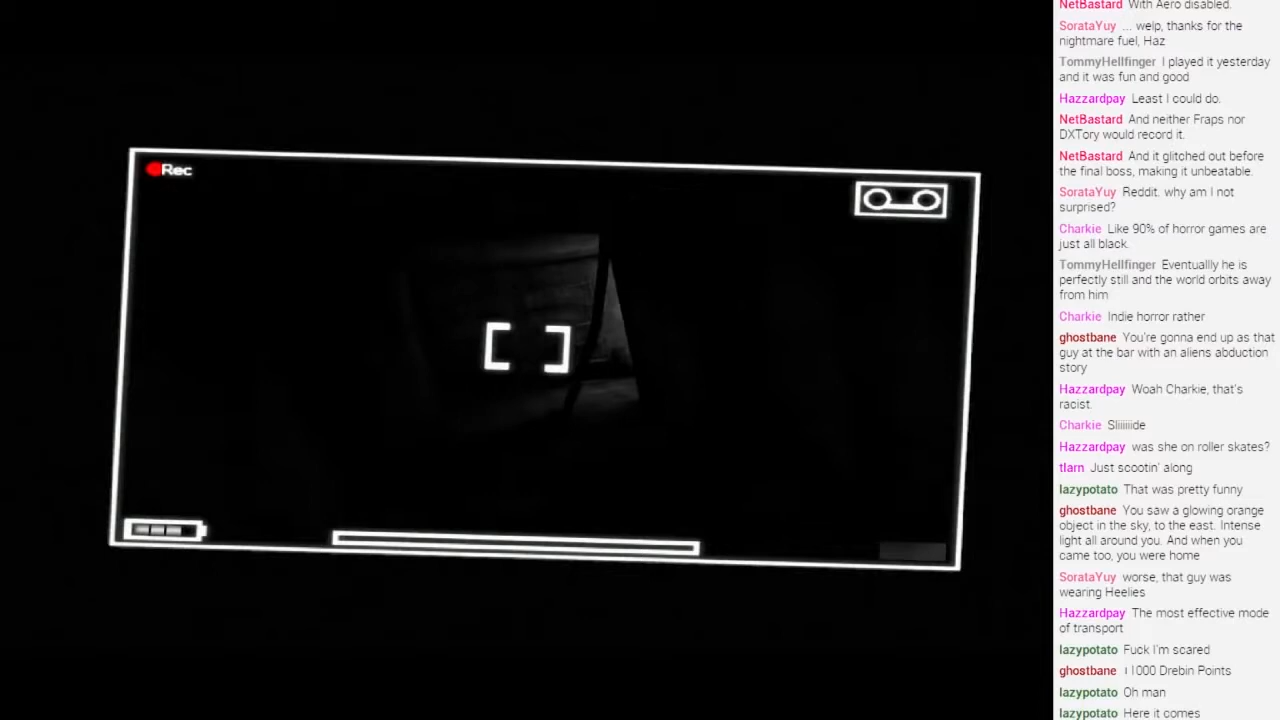 Rec
NetBastard With Aero disabled.
SorataYuy ... welp, thanks for the
nightmare fuel, Haz
TommyHellfinger I played it yesterday
and it was fun and good
Hazzardpay Least I could do.
NetBastard And neither Fraps nor
DXTory would record it.
NetBastard And it glitched out before
the final boss, making it unbeatable.
SorataYuy Reddit. why am I not
surprised?
Charkie Like 90% of horror games are
just all black.
TommyHellfinger Eventuallly he is
perfectly still and the world orbits away
from him
Charkie Indie horror rather
ghostbane You're gonna end up as that
guy at the bar with an aliens abduction
story
Hazzardpay Woah Charkie, that's
racist.
Charkie Sliiiiiide
Hazzardpay was she on roller skates?
tlarn Just scootin' along
lazypotato That was pretty funny
ghostbane You saw a glowing orange
object in the sky, to the east. Intense
light all around you. And when you
came too, you were home
SorataYuy worse, that guy was
wearing Heelies
Hazzardpay The most effective mode
of transport
lazypotato Fuck I'm scared
ghostbane +1000 Drebin Points
lazypotato Oh man
lazypotato Here it comes